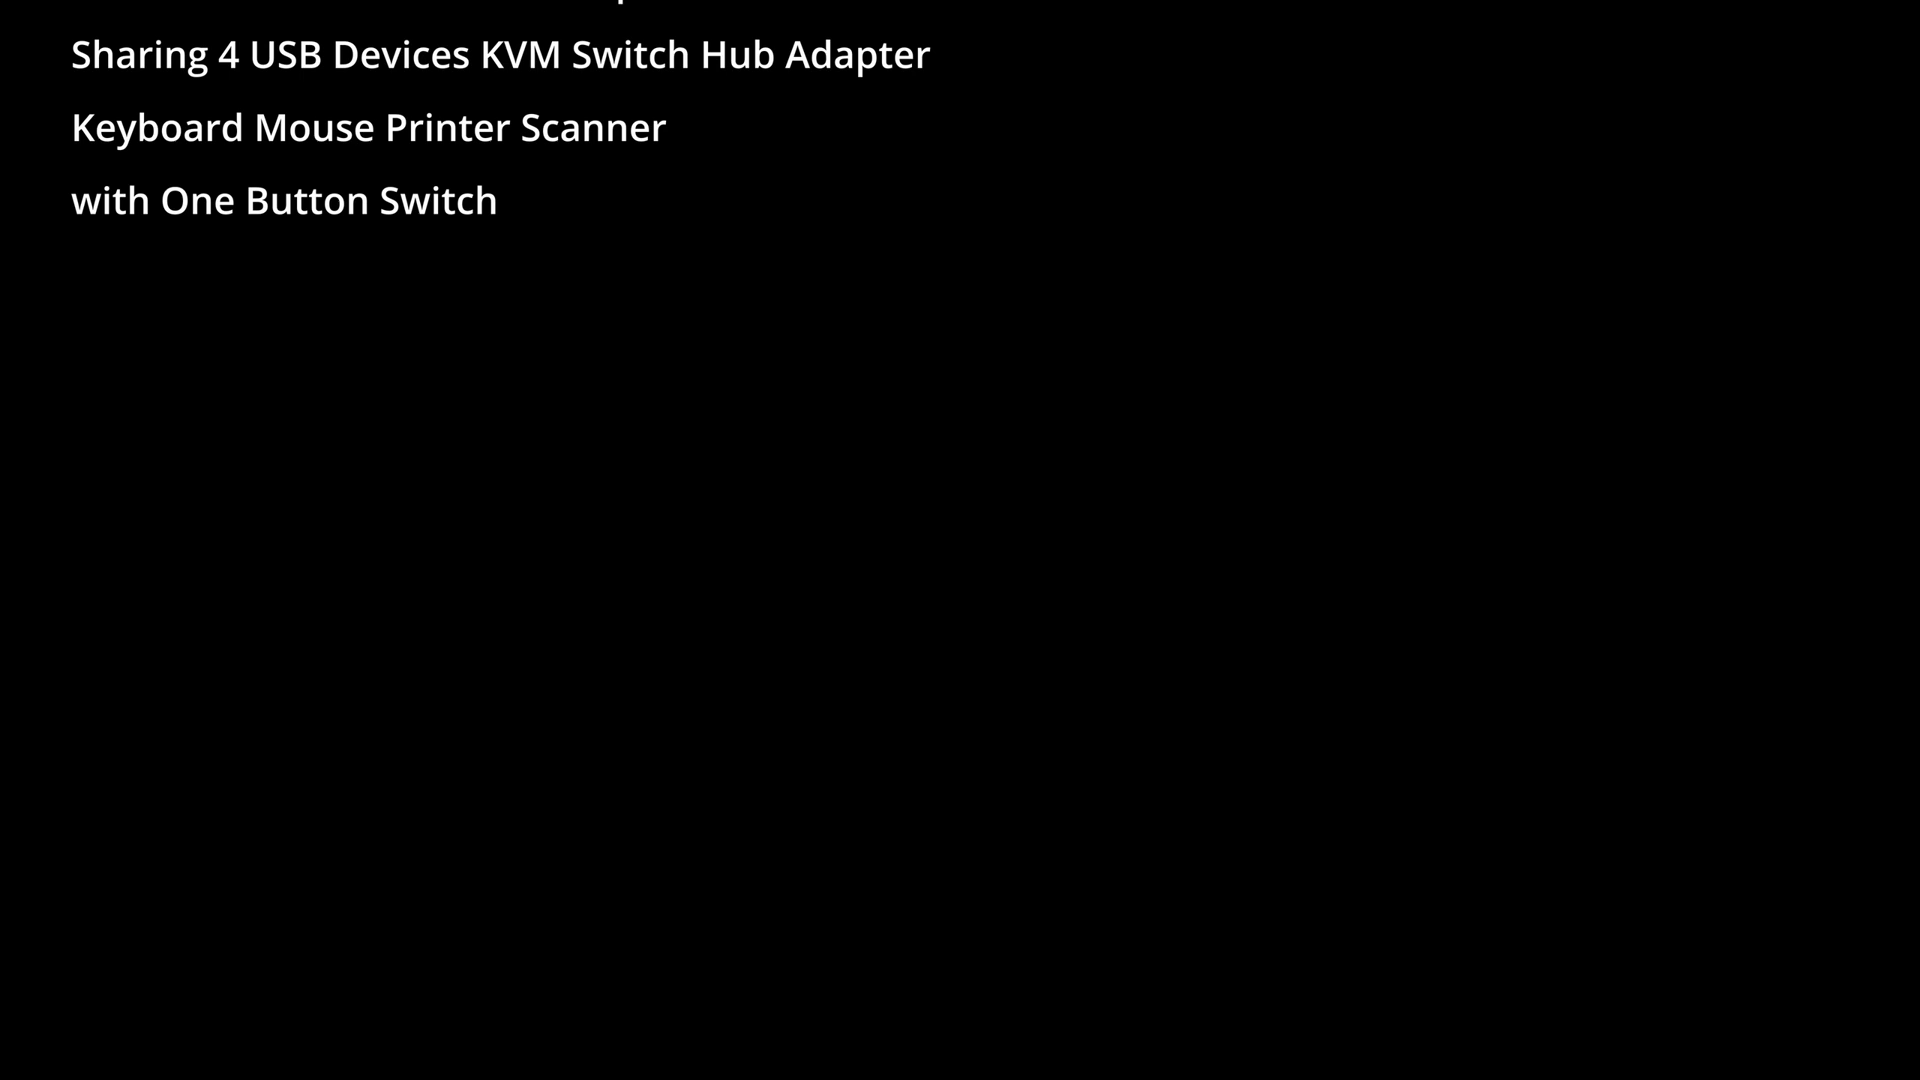 Sharing 4 USB Devices KVM Switch Hub Adapter
Keyboard Mouse Printer Scanner
with One Button Switch